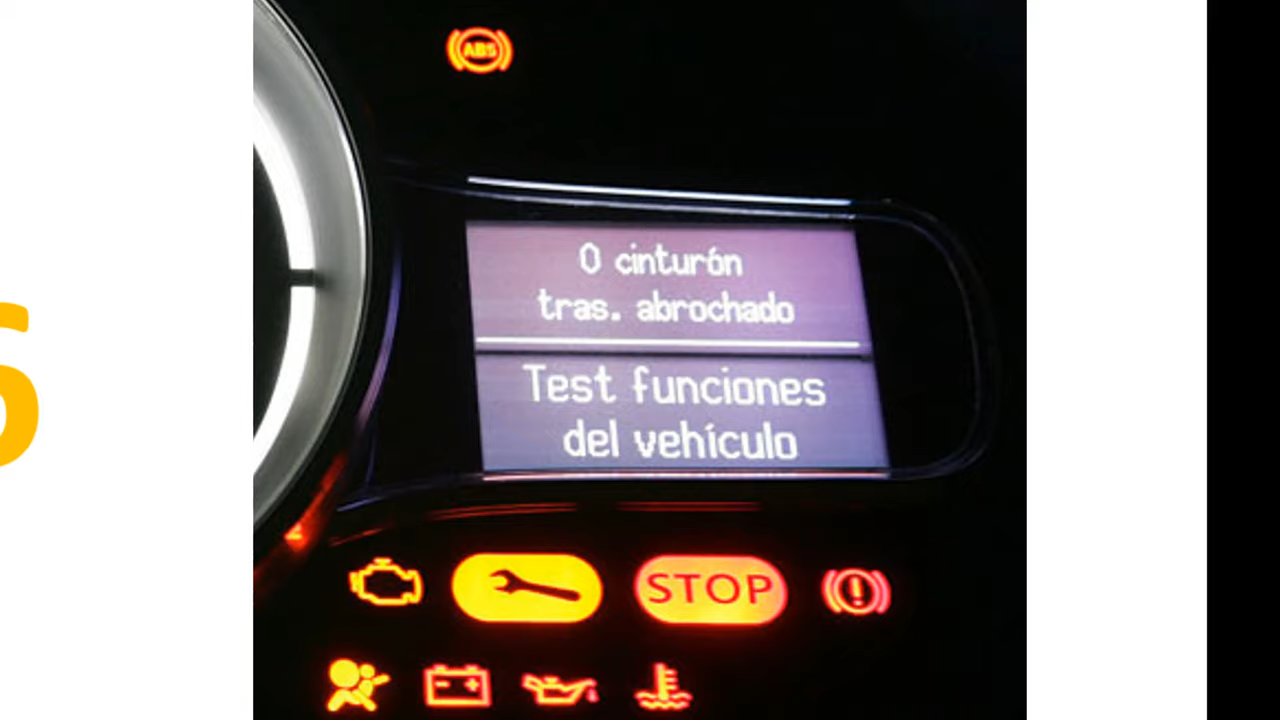 ABS
0 cinturón
tras. abrochado
Test funciones
del vehículo
STOP